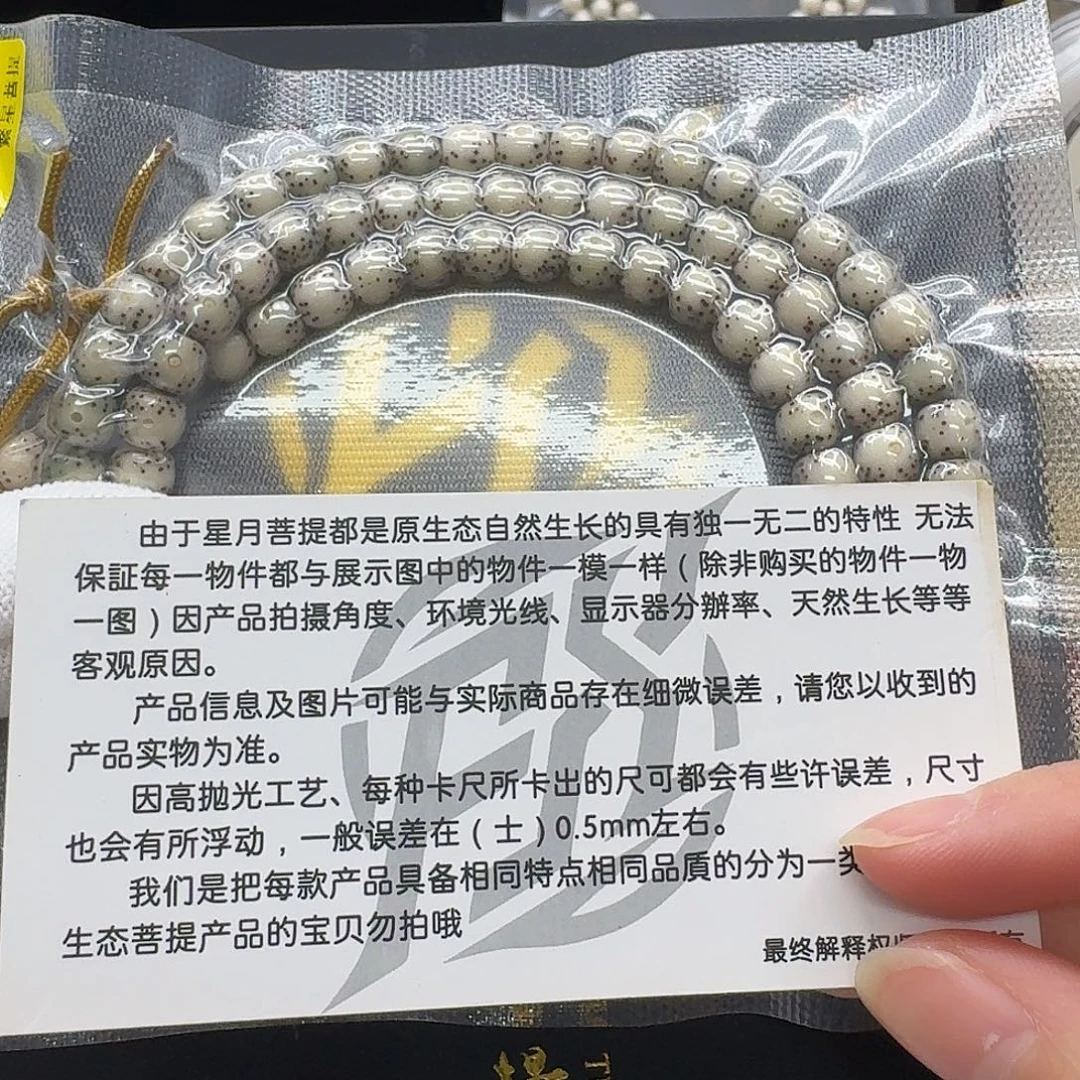 繁星菩提
由于星月菩提都是原生态自然生长的具有独一无二的特性 无法
保証每一物件都与展示图中的物件一模一样（除非购买的物件一物
一图）因产品拍摄角度、环境光线、显示器分辦率、天然生长等等
客观原因。
产品信息及图片可能与实际商品存在细微误差，请您以收到的
产品实物为准。
因高抛光工艺、每种卡尺所卡出的尺可都会有些许误差，尺寸
也会有所浮动，一般误差在（士）0.5mm左右。
我们是把每款产品具备相同特点相同品質的分为一类
生态菩提产品的宝贝勿拍哦
最终解释权